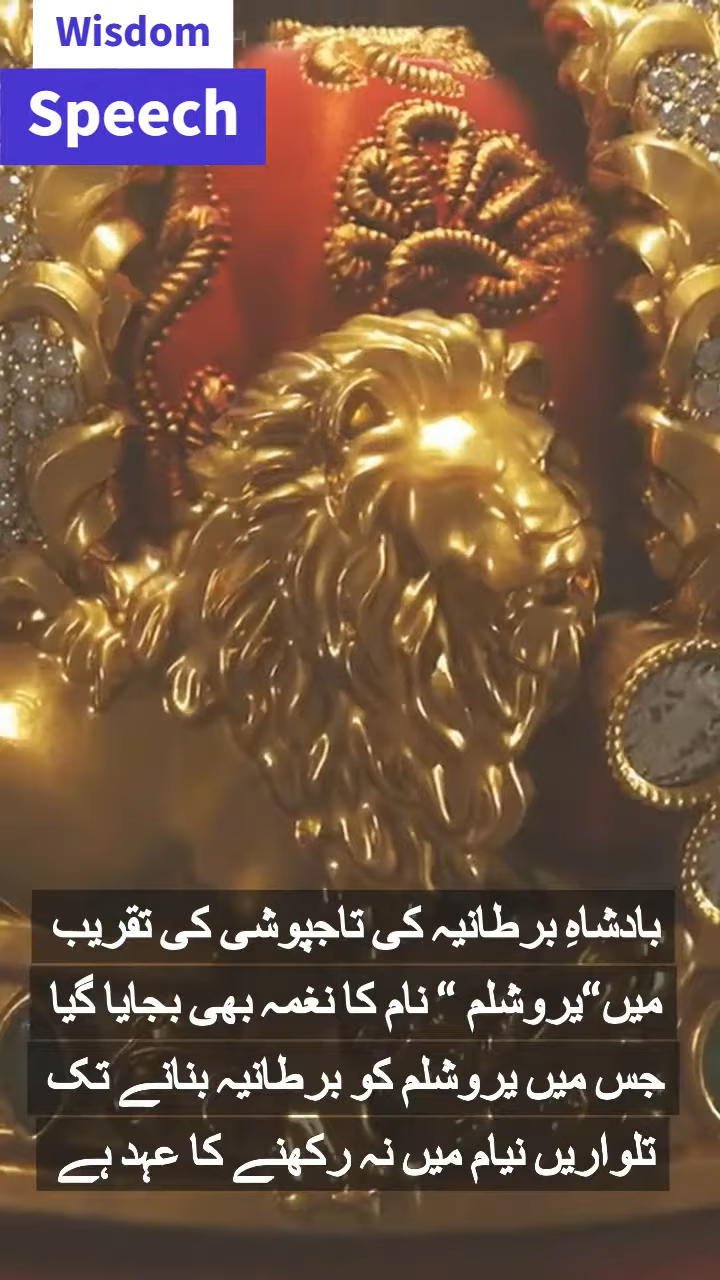 Wisdom
Speech
بادشاہِ برطانیہ کی تاجپوشی کی تقریب
میں“یروشلم “ نام کا نغمہ بھی بجایا گیا
جس میں یروشلم کو برطانیہ بنانے تک
تلواریں نیام میں نہ رکھنے کا عہد ہے